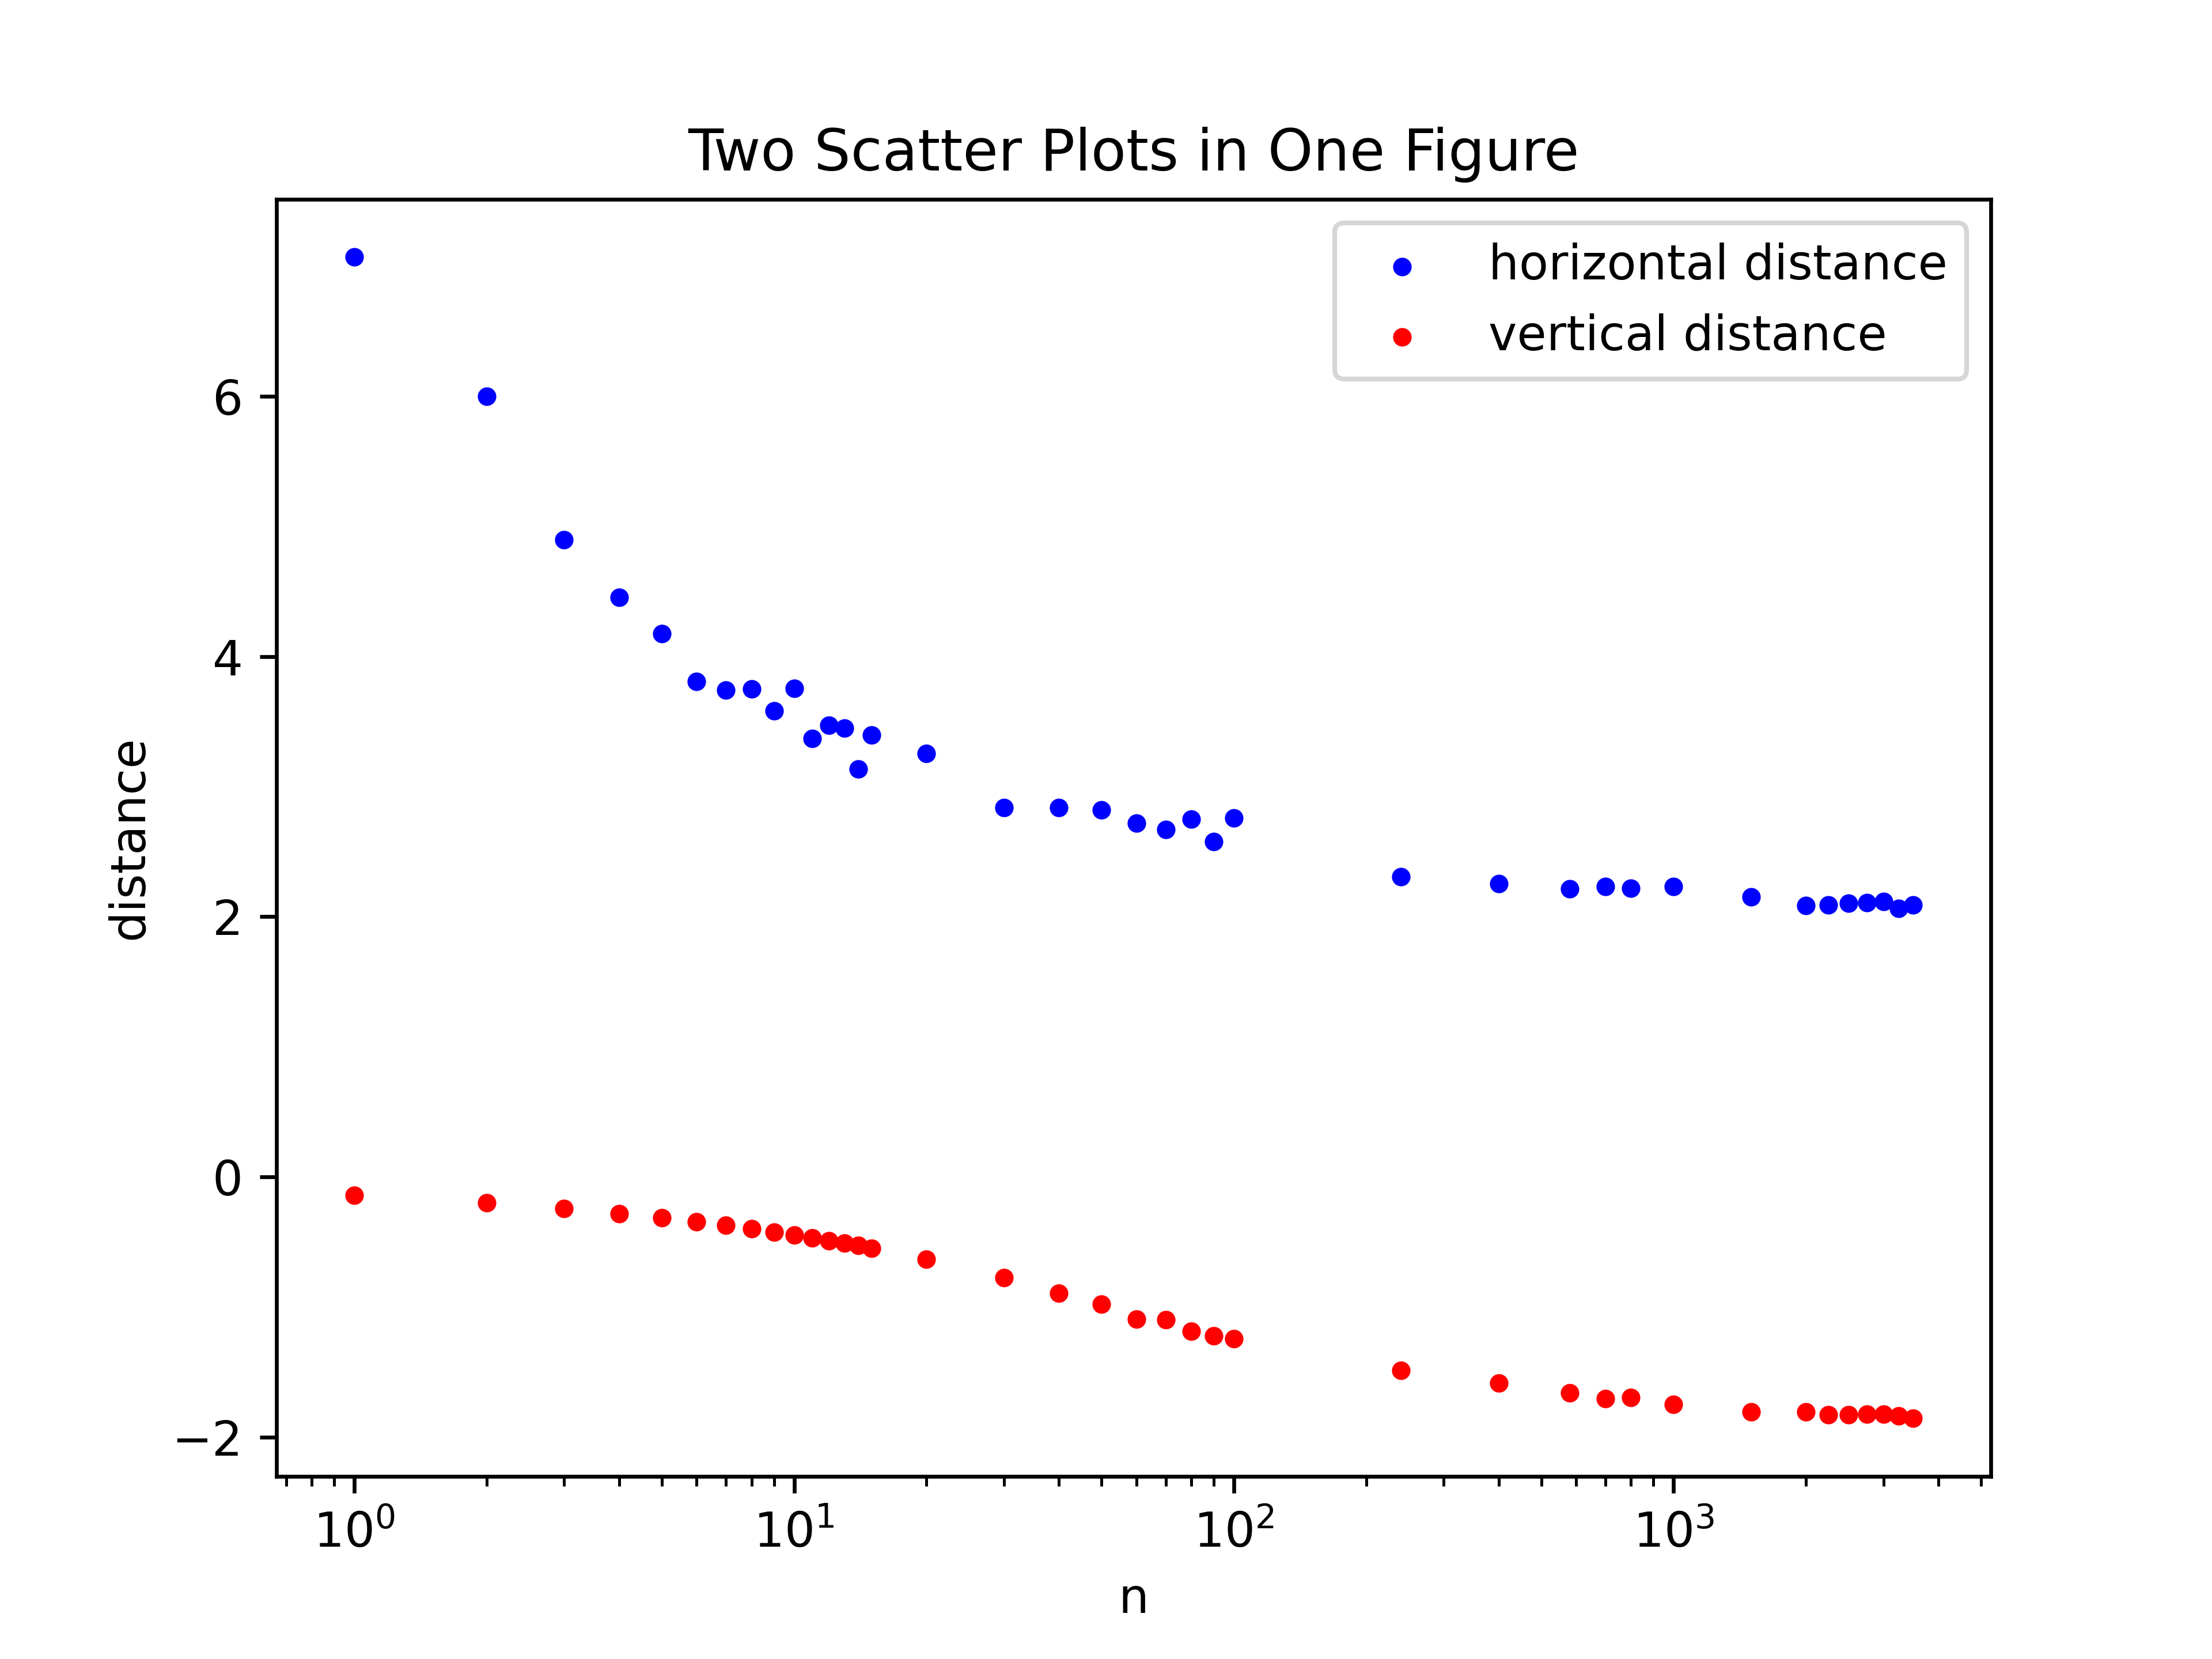 Two Scatter Plots in One Figure
horizontal distance
vertical distance
distance
6
4
2
0
−2
10⁰ 10¹ 10² 10³
n